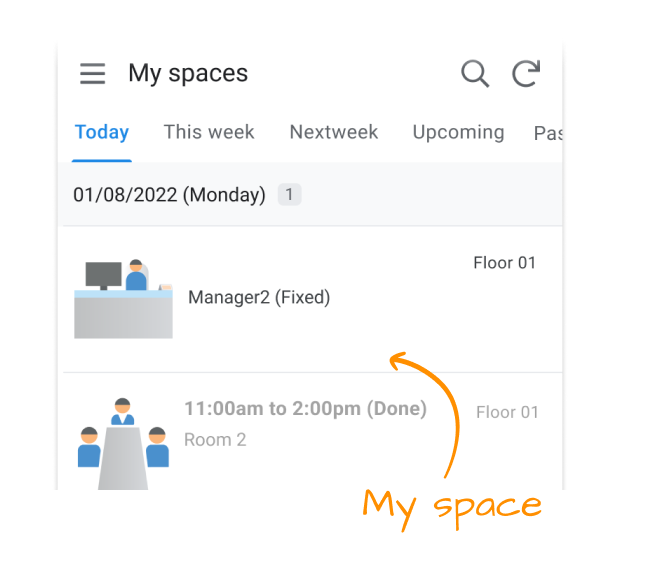 My spaces
Today This week Nextweek Upcoming Pas
01/08/2022 (Monday) 1
Floor 01
Manager2 (Fixed)
11:00am to 2:00pm (Done) Floor 01
Room 2
My space